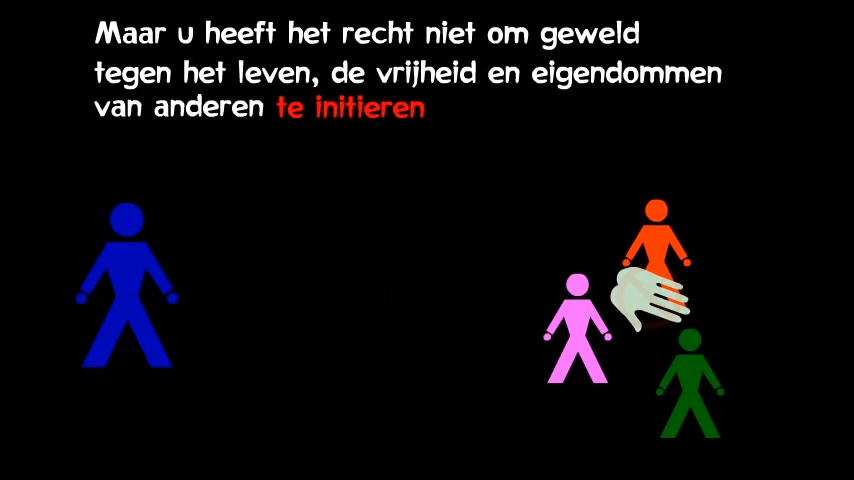 Maar u heeft het recht niet om geweld
tegen het leven, de vrijheid en eigendommen
van anderen te initieren